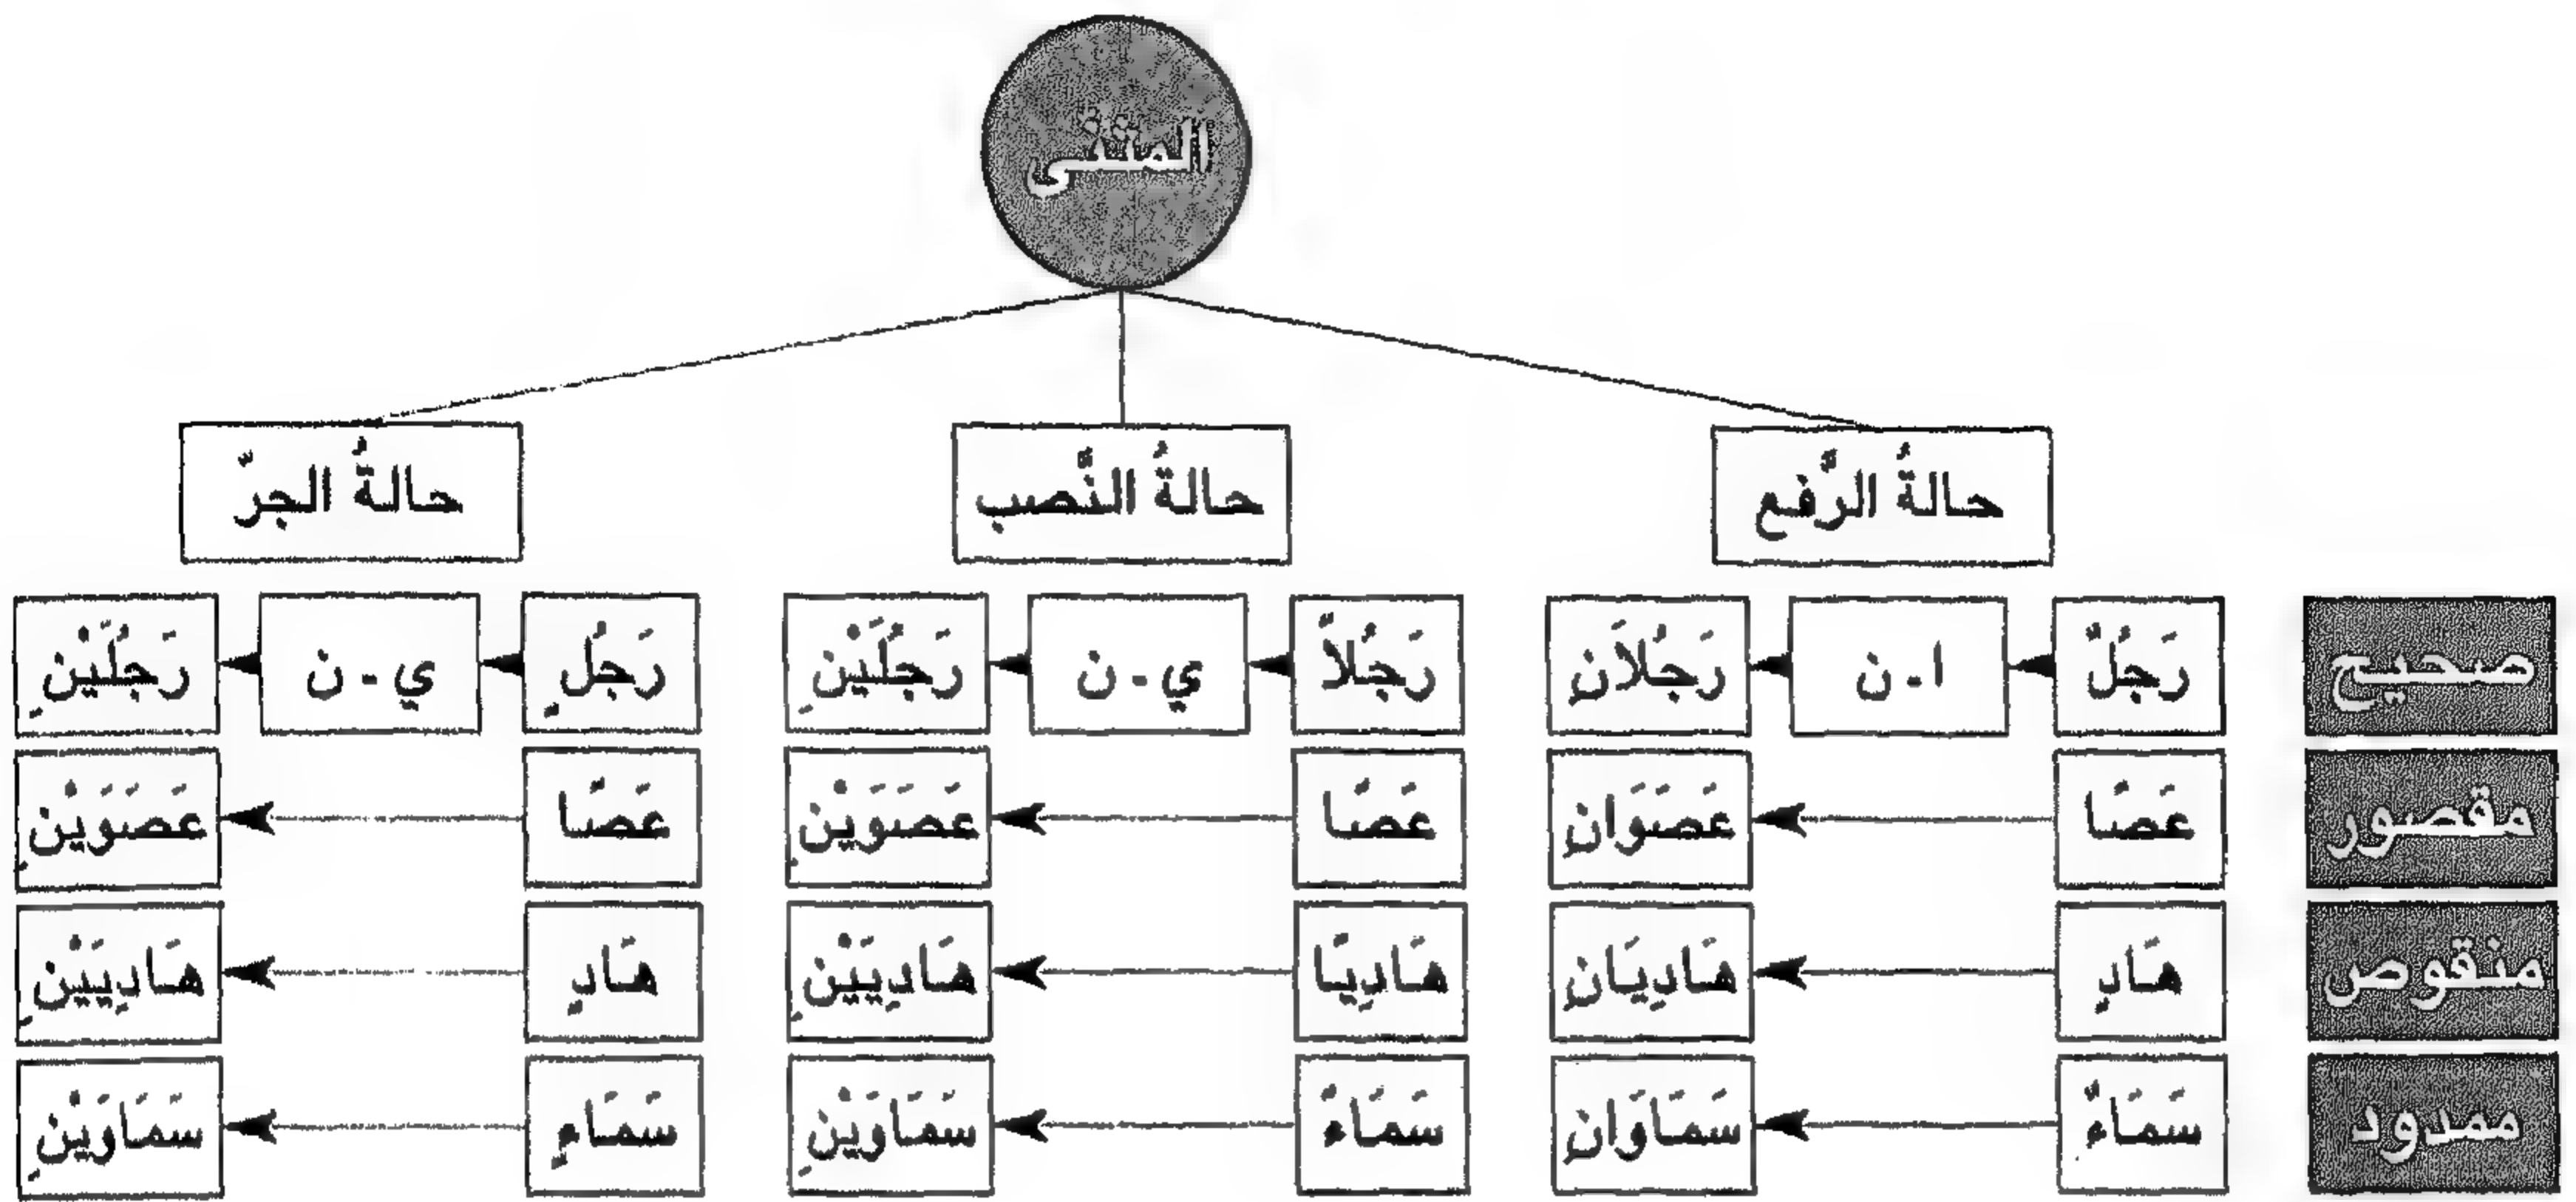 المثنى
حالةُ الرَّفع حالةُ النَّصب حالةُ الجرّ
صحيح رَجُلٌ ا - ن رَجُلاَنِ رَجُلاً ي - ن رَجُلَيْنِ رَجُلٍ ي - ن رَجُلَيْنِ
مقصور عَصًا عَصَوَانِ عَصًا عَصَوَيْنِ عَصًا عَصَوَيْنِ
منقوص هَادٍ هَادِيَانِ هَادِيًا هَادِيَيْنِ هَادٍ هَادِيَيْنِ
ممدود سَمَاءٌ سَمَاوَانِ سَمَاءً سَمَاوَيْنِ سَمَاءٍ سَمَاوَيْنِ